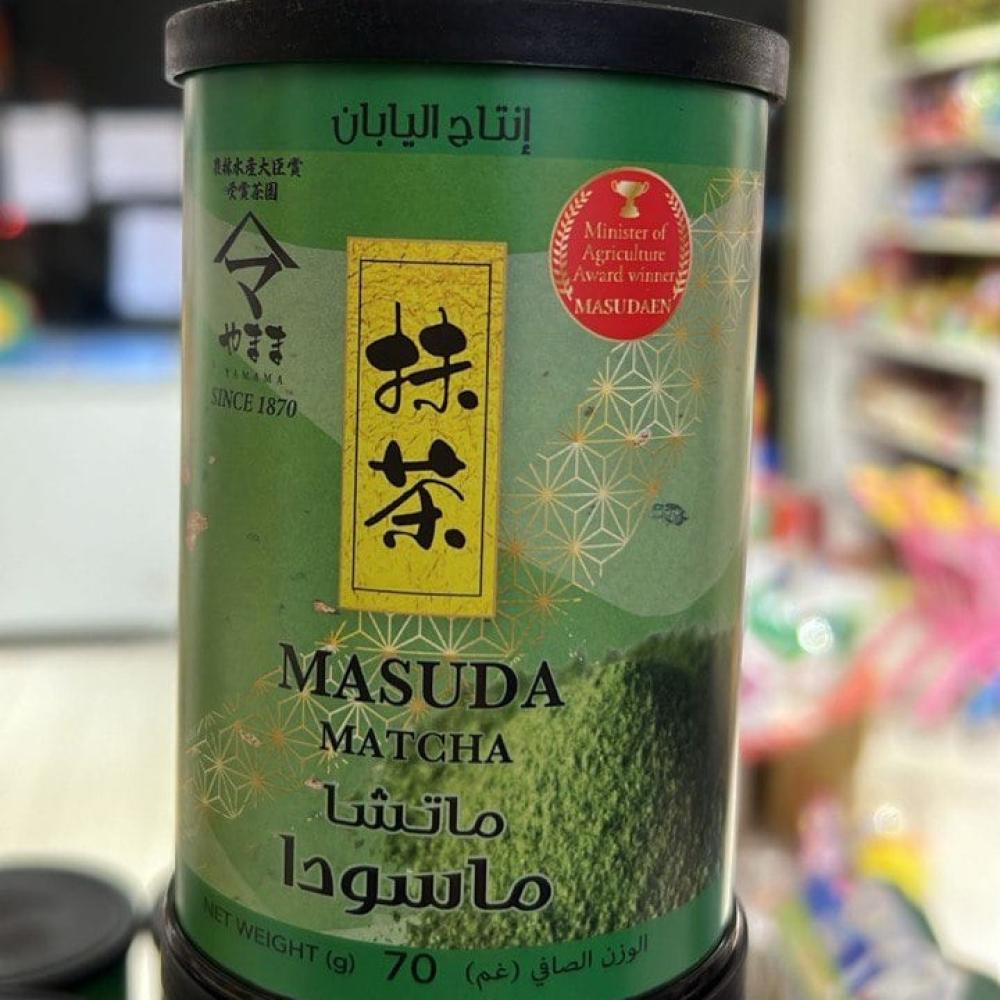 إنتاج اليابان
農林水産大臣賞
受賞茶園
マ
やまま
YAMAMA
SINCE 1870
Minister of
Agriculture
Award winner
MASUDAEN
抹茶
MASUDA
MATCHA
ماتشا
ماسودا
NET WEIGHT (g) 70 الوزن الصافي (غم)